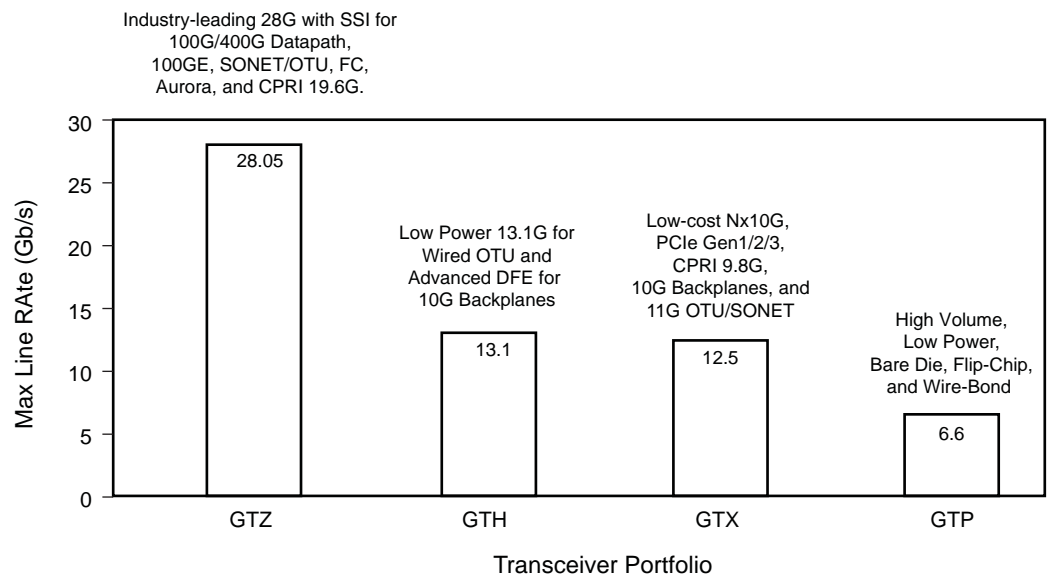 Industry-leading 28G with SSI for
100G/400G Datapath,
100GE, SONET/OTU, FC,
Aurora, and CPRI 19.6G.
Max Line RAte (Gb/s)
30
25
20
15
10
5
0
28.05
Low Power 13.1G for
Wired OTU and
Advanced DFE for
10G Backplanes
13.1
Low-cost Nx10G,
PCIe Gen1/2/3,
CPRI 9.8G,
10G Backplanes, and
11G OTU/SONET
12.5
High Volume,
Low Power,
Bare Die, Flip-Chip,
and Wire-Bond
6.6
GTZ
GTH
GTX
GTP
Transceiver Portfolio